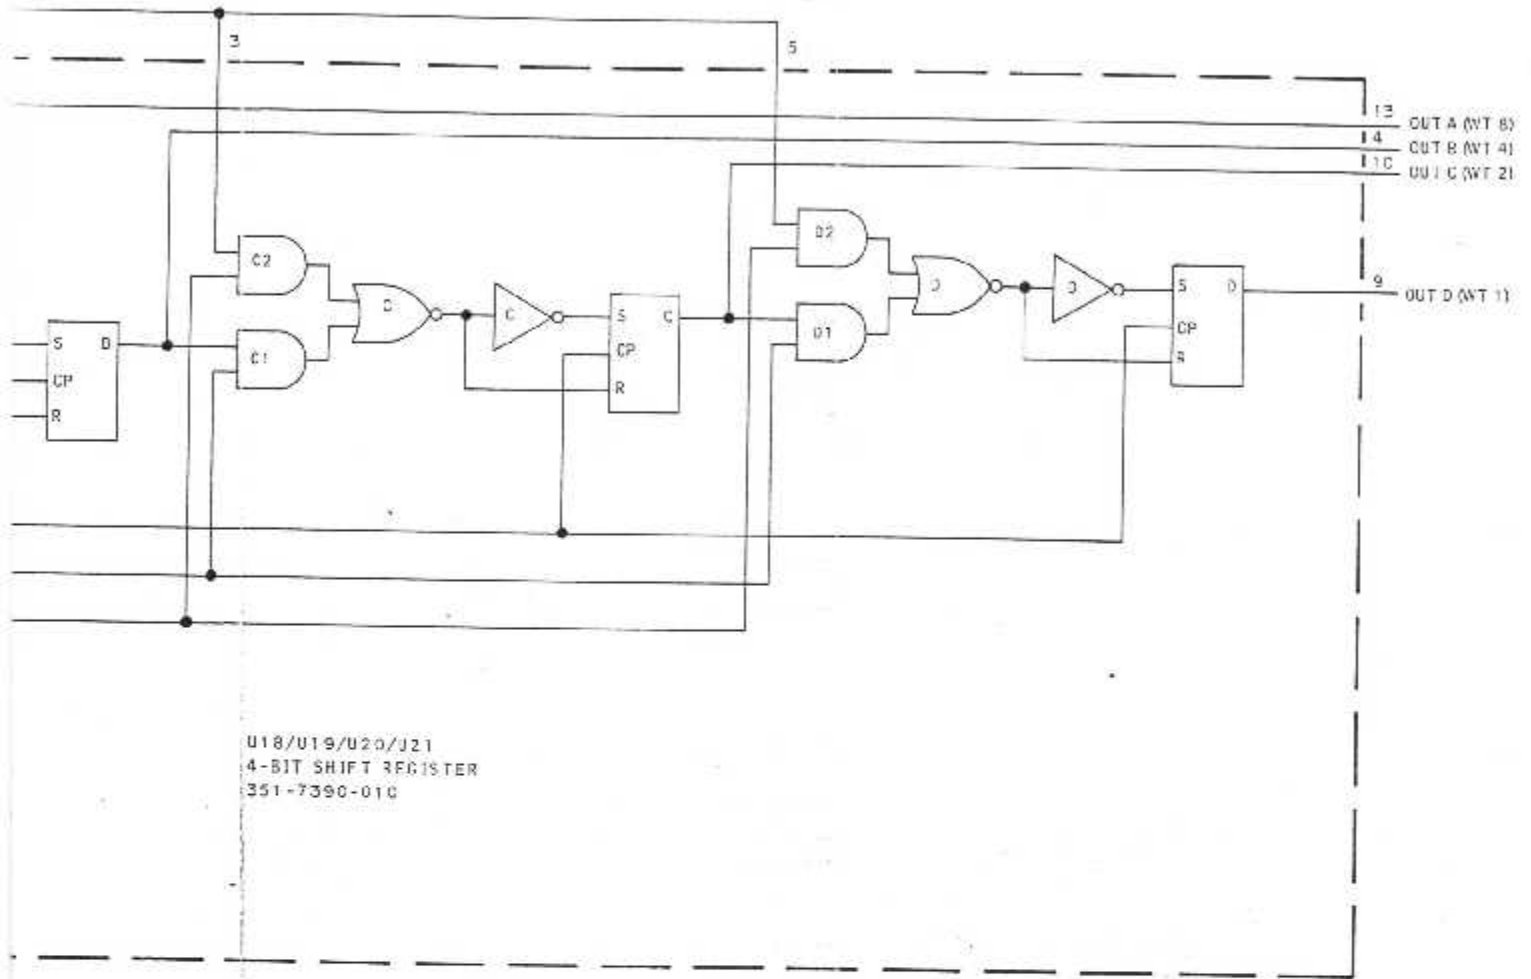 3
5
13
OUT A (WT 8)
4
OUT B (WT 4)
10
OUT C (WT 2)
9
OUT D (WT 1)
C2
C1
C
S
C
CP
R
S
B
CP
R
D2
D1
D
D
S
D
CP
R
U18/U19/U20/U21
4-BIT SHIFT REGISTER
351-7390-010